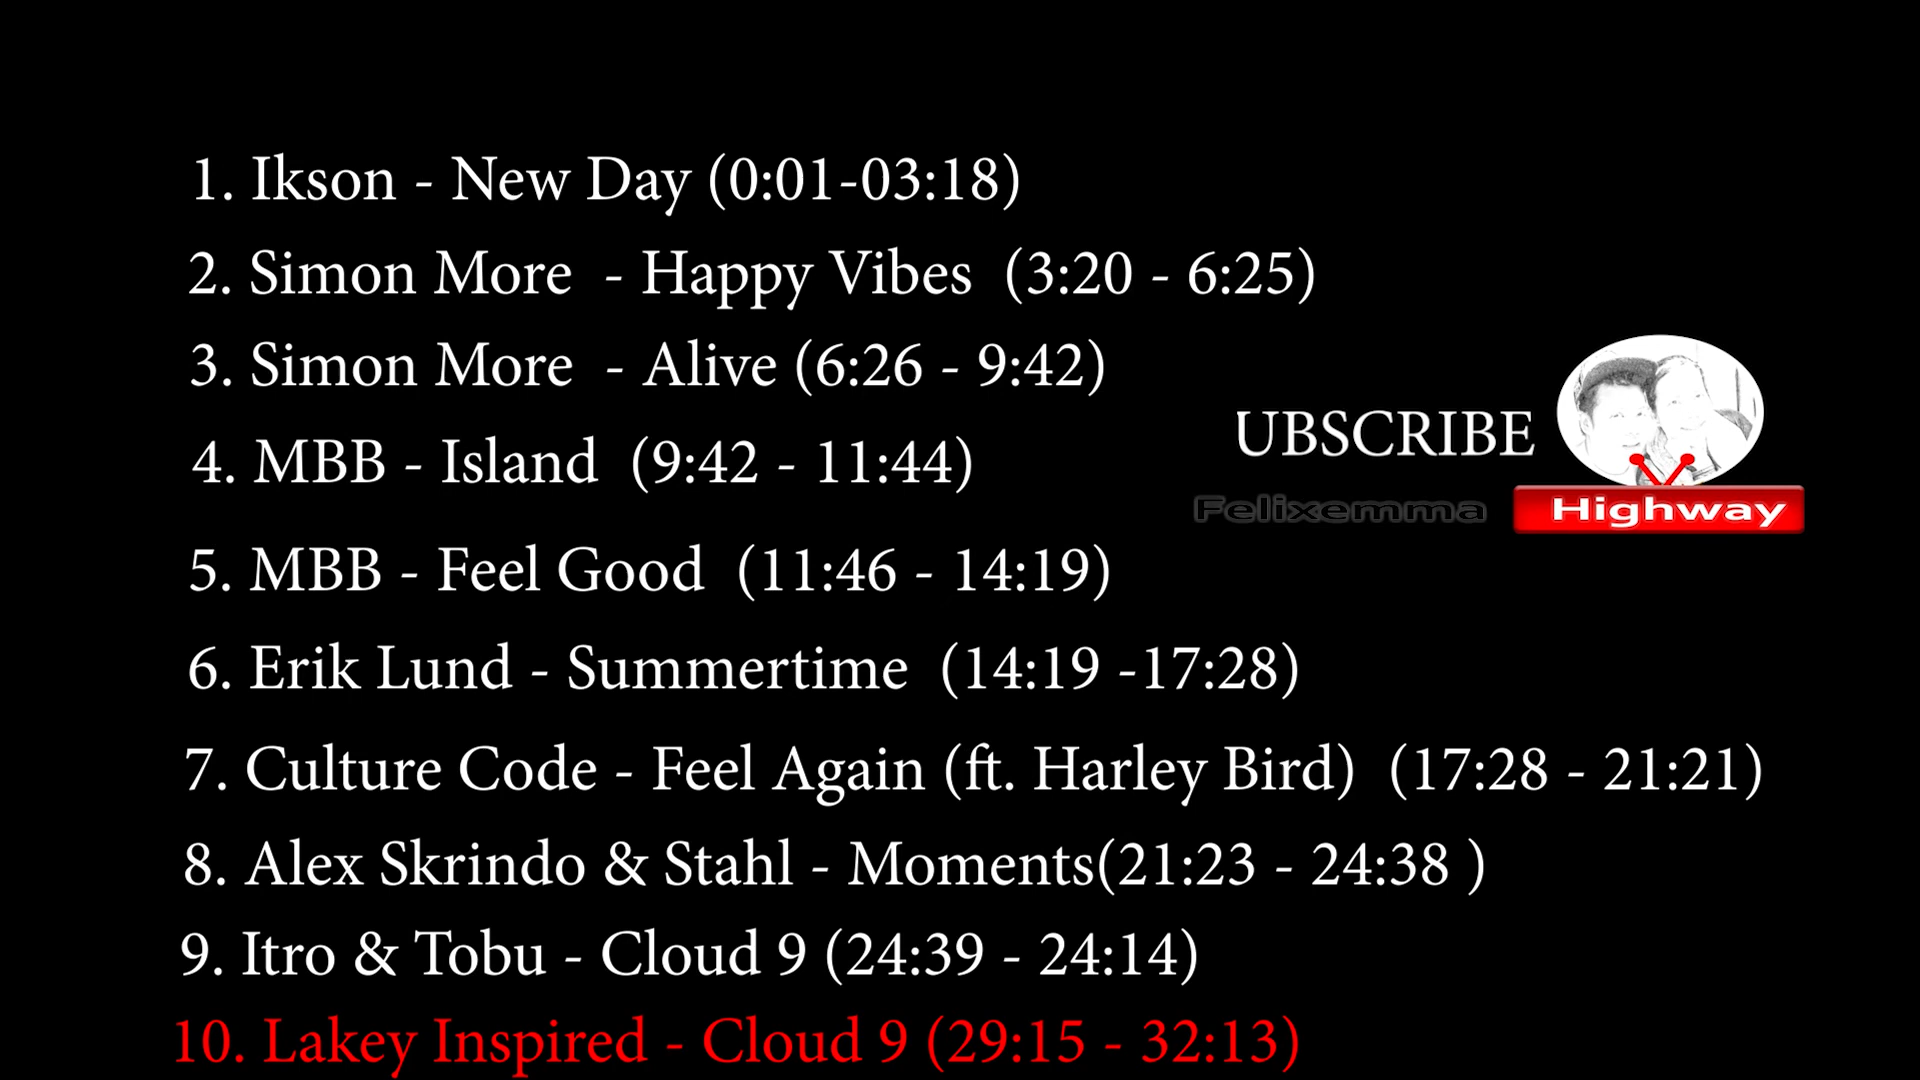 1. Ikson - New Day (0:01-03:18)
2. Simon More - Happy Vibes (3:20 - 6:25)
3. Simon More - Alive (6:26 - 9:42)
UBSCRIBE
4. MBB - Island (9:42 - 11:44)
Felixemma Highway
5. MBB - Feel Good (11:46 - 14:19)
6. Erik Lund - Summertime (14:19 -17:28)
7. Culture Code - Feel Again (ft. Harley Bird) (17:28 - 21:21)
8. Alex Skrindo & Stahl - Moments(21:23 - 24:38 )
9. Itro & Tobu - Cloud 9 (24:39 - 24:14)
10. Lakey Inspired - Cloud 9 (29:15 - 32:13)